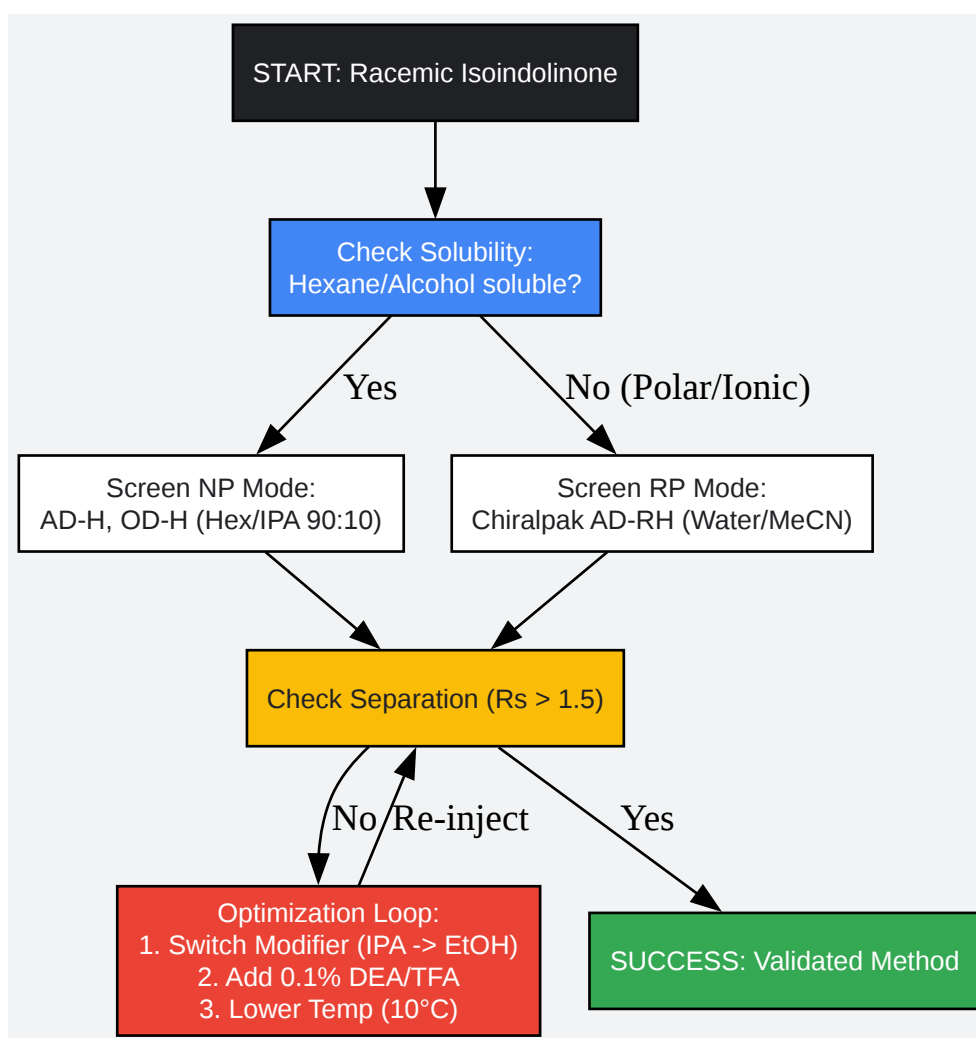 START: Racemic Isoindolinone
Check Solubility:
Hexane/Alcohol soluble?
Yes
No (Polar/Ionic)
Screen NP Mode:
AD-H, OD-H (Hex/IPA 90:10)
Screen RP Mode:
Chiralpak AD-RH (Water/MeCN)
Check Separation (Rs > 1.5)
No
Re-inject
Yes
Optimization Loop:
1. Switch Modifier (IPA -> EtOH)
2. Add 0.1% DEA/TFA
3. Lower Temp (10°C)
SUCCESS: Validated Method